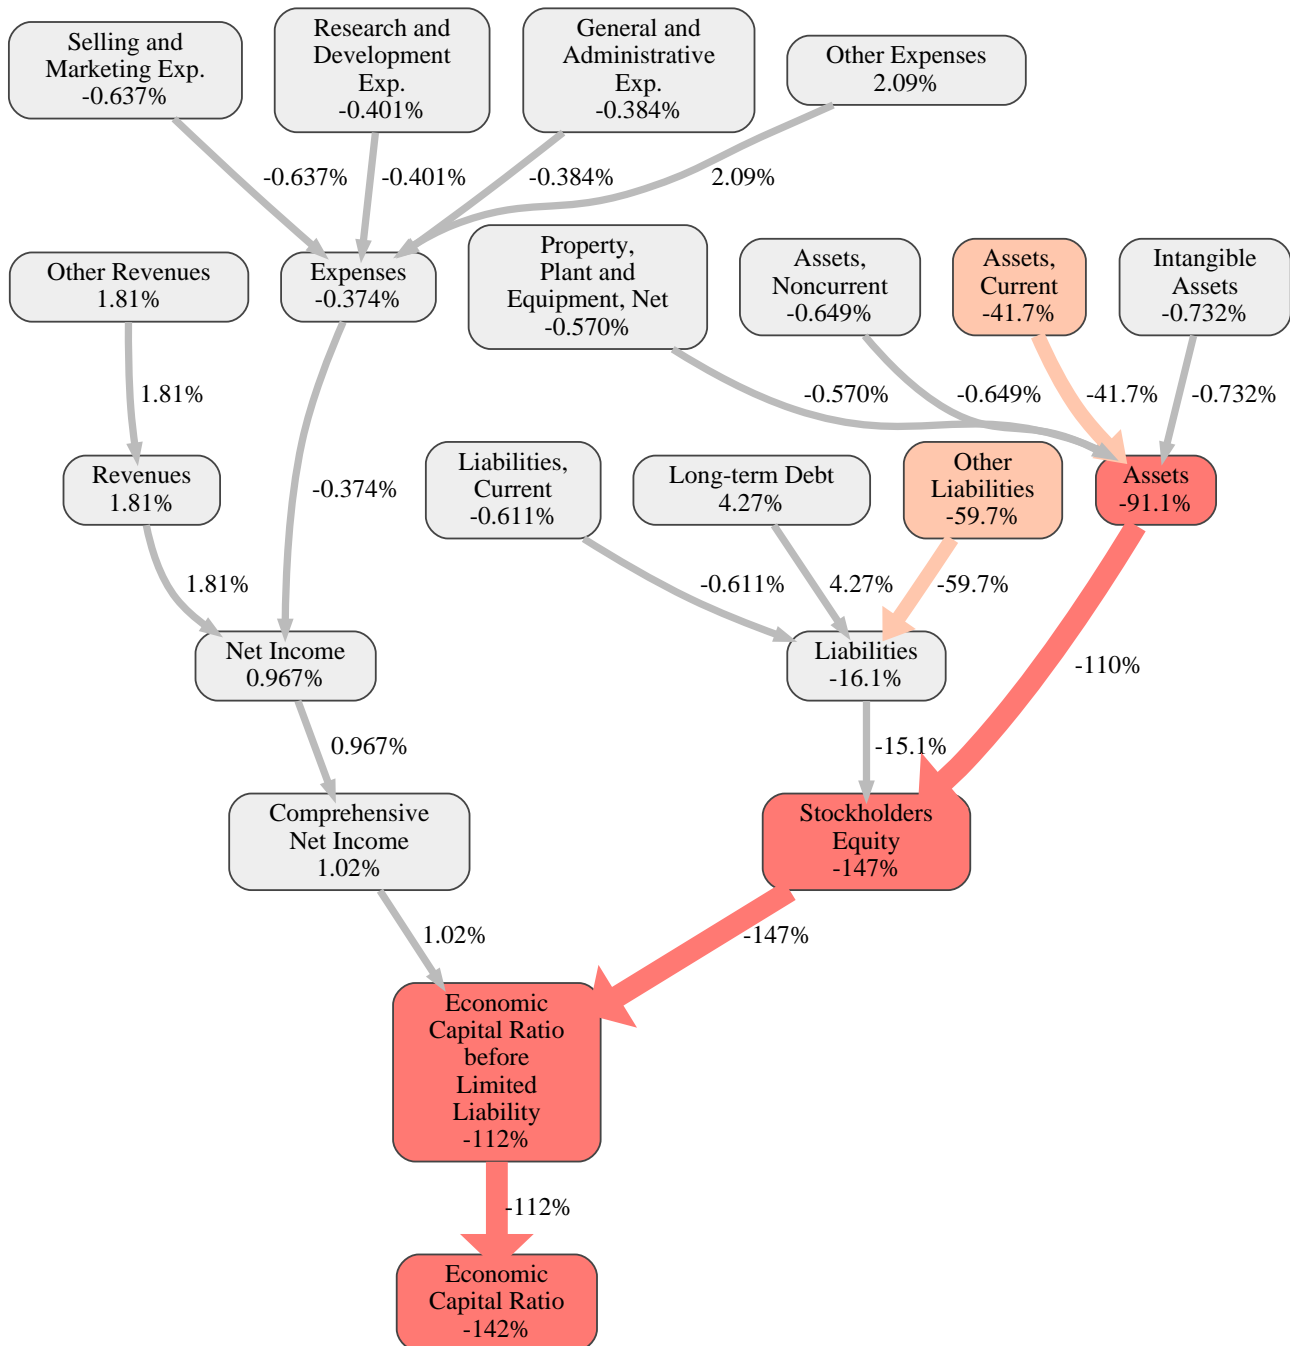 Selling and
Marketing Exp.
-0.637%
Research and
Development
Exp.
-0.401%
General and
Administrative
Exp.
-0.384%
Other Expenses
2.09%
-0.637%
-0.401%
-0.384%
2.09%
Other Revenues
1.81%
Expenses
-0.374%
Property,
Plant and
Equipment, Net
-0.570%
Assets,
Noncurrent
-0.649%
Assets,
Current
-41.7%
Intangible
Assets
-0.732%
1.81%
-0.570%
-0.649%
-41.7%
-0.732%
Revenues
1.81%
-0.374%
Liabilities,
Current
-0.611%
Long-term Debt
4.27%
Other
Liabilities
-59.7%
Assets
-91.1%
1.81%
-0.611%
4.27%
-59.7%
Net Income
0.967%
Liabilities
-16.1%
-110%
0.967%
-15.1%
Comprehensive
Net Income
1.02%
Stockholders
Equity
-147%
1.02%
-147%
Economic
Capital Ratio
before
Limited
Liability
-112%
-112%
Economic
Capital Ratio
-142%